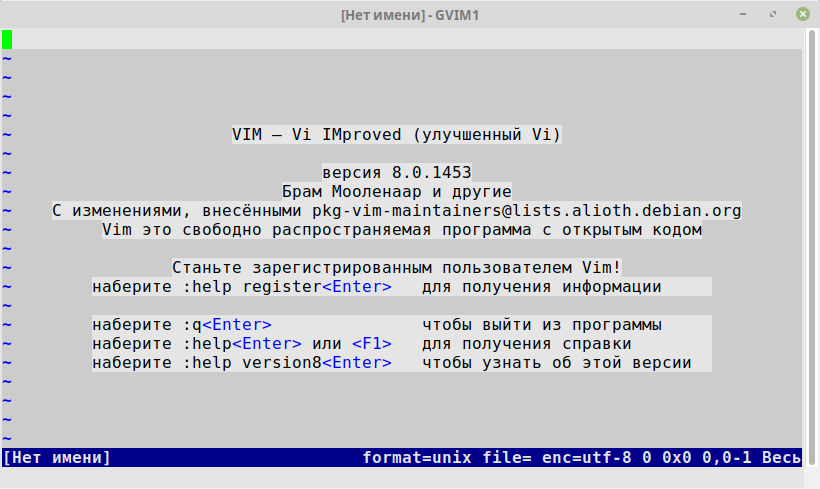 [Нет имени] - GVIM1
~
~
~
~
~ VIM – Vi IMproved (улучшенный Vi)
~
~ версия 8.0.1453
~ Брам Мооленаар и другие
~ С изменениями, внесёнными pkg-vim-maintainers@lists.alioth.debian.org
~ Vim это свободно распространяемая программа с открытым кодом
~
~ Станьте зарегистрированным пользователем Vim!
~ наберите :help register<Enter> для получения информации
~
~ наберите :q<Enter> чтобы выйти из программы
~ наберите :help<Enter> или <F1> для получения справки
~ наберите :help version8<Enter> чтобы узнать об этой версии
~
~
~
~
[Нет имени] format=unix file= enc=utf-8 0 0x0 0,0-1 Весь